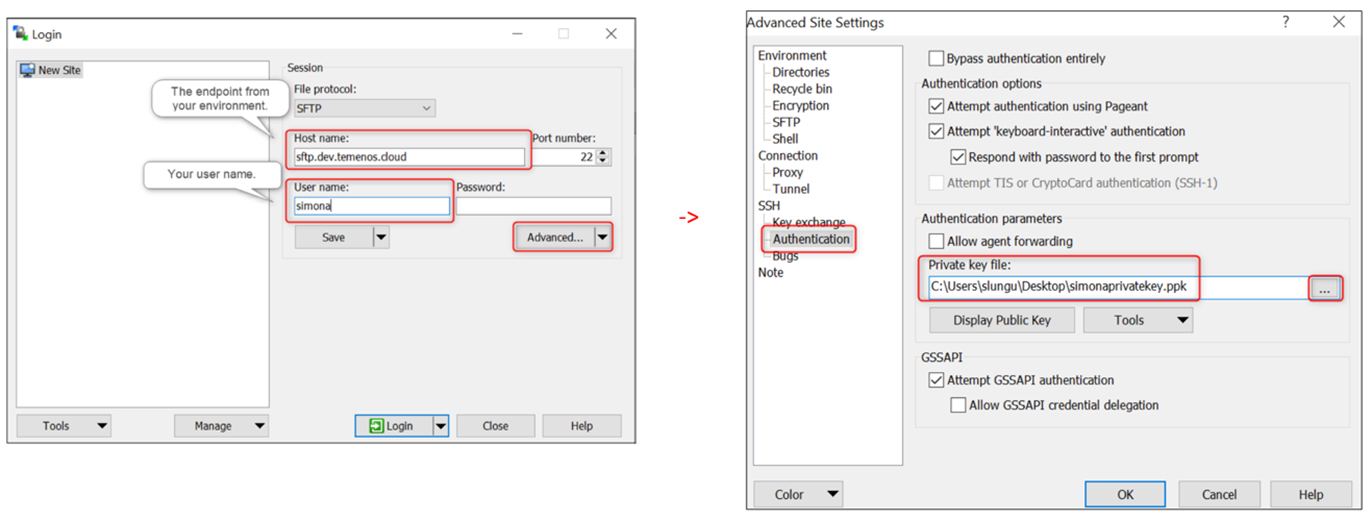 Login
New Site
The endpoint from
your environment.
Your user name.
Session
File protocol:
SFTP
Host name:
Port number:
sftp.dev.temenos.cloud
22
User name:
Password:
simona
Save
Advanced...
Tools
Manage
Login
Close
Help
->
Advanced Site Settings
?
Environment
Directories
Recycle bin
Encryption
SFTP
Shell
Connection
Proxy
Tunnel
SSH
Key exchange
Authentication
Bugs
Note
Bypass authentication entirely
Authentication options
Attempt authentication using Pageant
Attempt 'keyboard-interactive' authentication
Respond with password to the first prompt
Attempt TIS or CryptoCard authentication (SSH-1)
Authentication parameters
Allow agent forwarding
Private key file:
C:\Users\slungu\Desktop\simonaprivatekey.ppk
...
Display Public Key
Tools
GSSAPI
Attempt GSSAPI authentication
Allow GSSAPI credential delegation
Color
OK
Cancel
Help